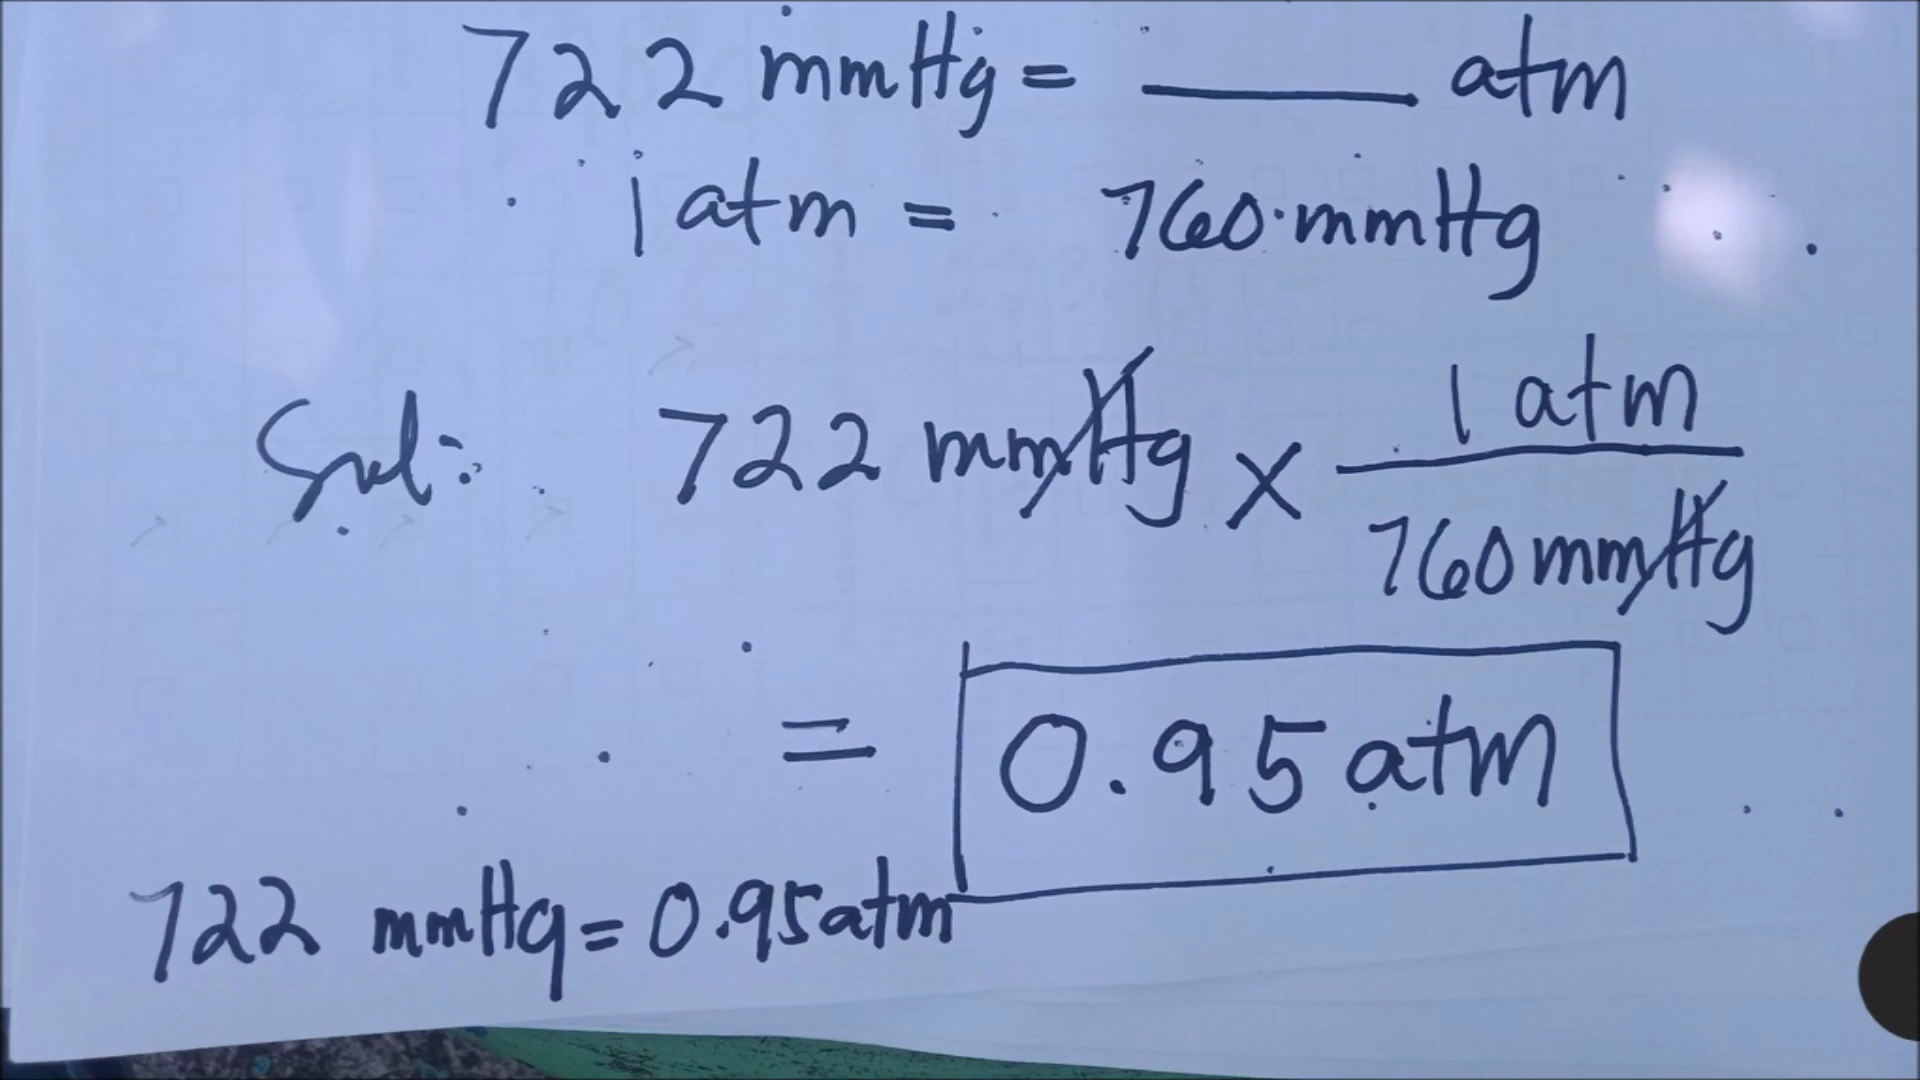 722 mmHg = ____ atm
1 atm = 760 mmHg
Sol: 722 mmHg x 1 atm / 760 mmHg
= 0.95 atm
722 mmHg = 0.95 atm